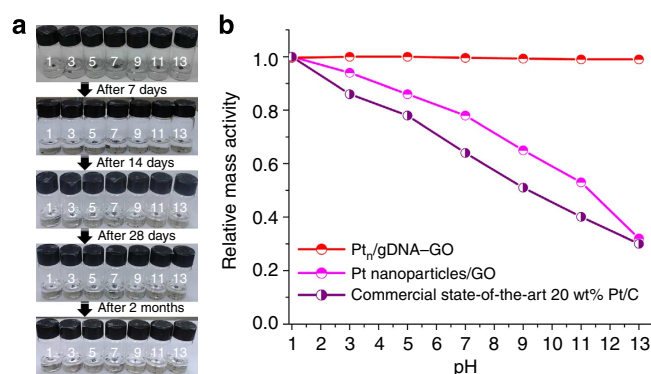 a
1 3 5 7 9 11 13
After 7 days
1 3 5 7 9 11 13
After 14 days
1 3 5 7 9 11 13
After 28 days
1 3 5 7 9 11 13
After 2 months
1 3 5 7 9 11 13
b
Relative mass activity
1.0
0.8
0.6
0.4
0.2
0.0
Ptn/gDNA–GO
Pt nanoparticles/GO
Commercial state-of-the-art 20 wt% Pt/C
1 2 3 4 5 6 7 8 9 10 11 12 13
pH